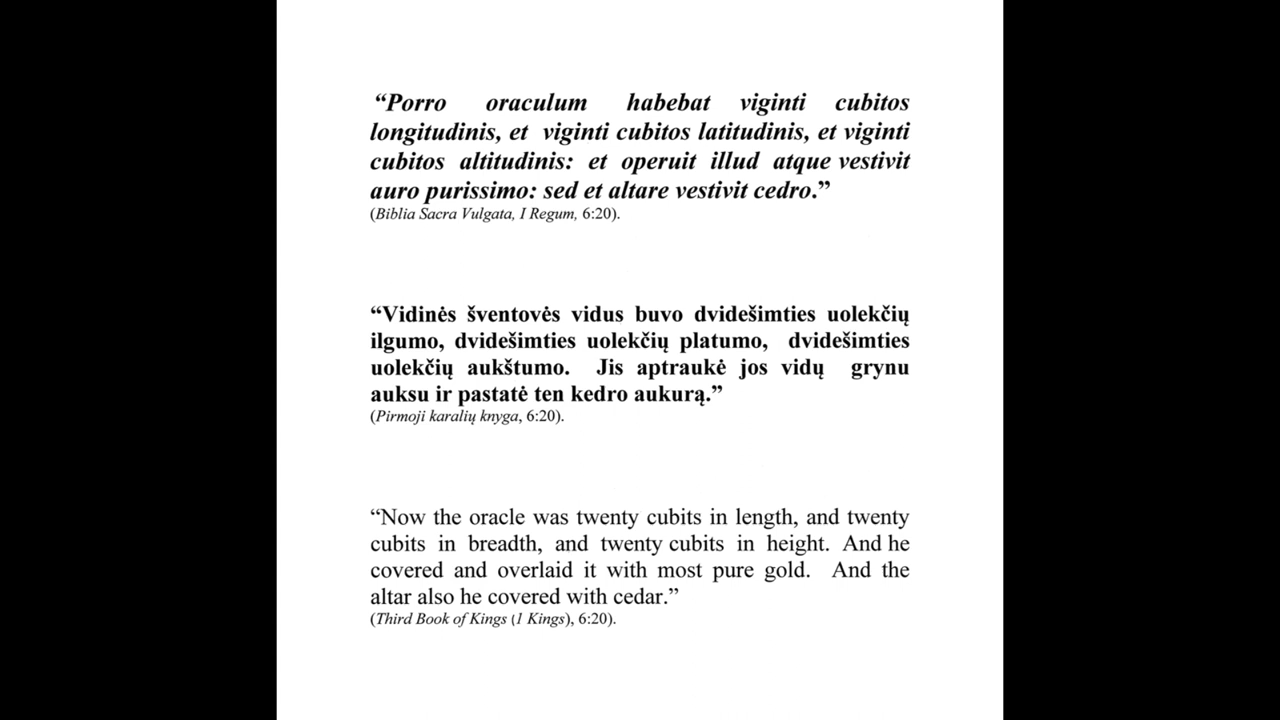 “Porro oraculum habebat viginti cubitos
longitudinis, et viginti cubitos latitudinis, et viginti
cubitos altitudinis: et operuit illud atque vestivit
auro purissimo: sed et altare vestivit cedro.”
(Biblia Sacra Vulgata, I Regum, 6:20).
“Vidinės šventovės vidus buvo dvidešimties uolekčių
ilgumo, dvidešimties uolekčių platumo, dvidešimties
uolekčių aukštumo. Jis aptraukė jos vidų grynu
auksu ir pastatė ten kedro aukurą.”
(Pirmoji karalių knyga, 6:20).
“Now the oracle was twenty cubits in length, and twenty
cubits in breadth, and twenty cubits in height. And he
covered and overlaid it with most pure gold. And the
altar also he covered with cedar.”
(Third Book of Kings (1 Kings), 6:20).